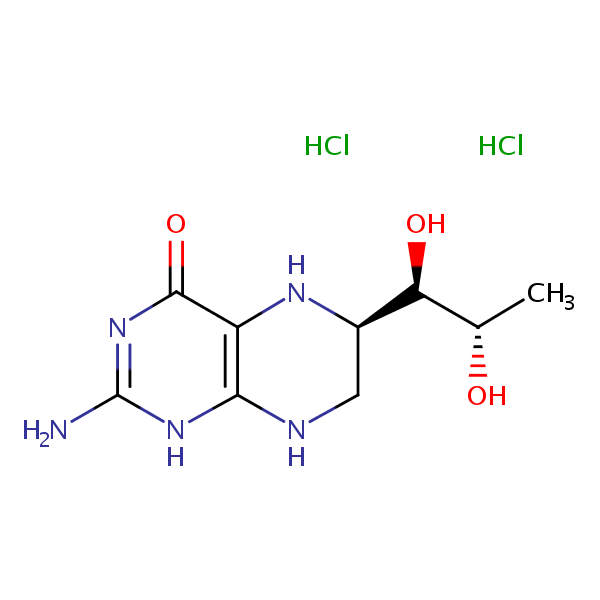 HCl HCl
O OH
H
N CH3
N
H2N N N OH
H H